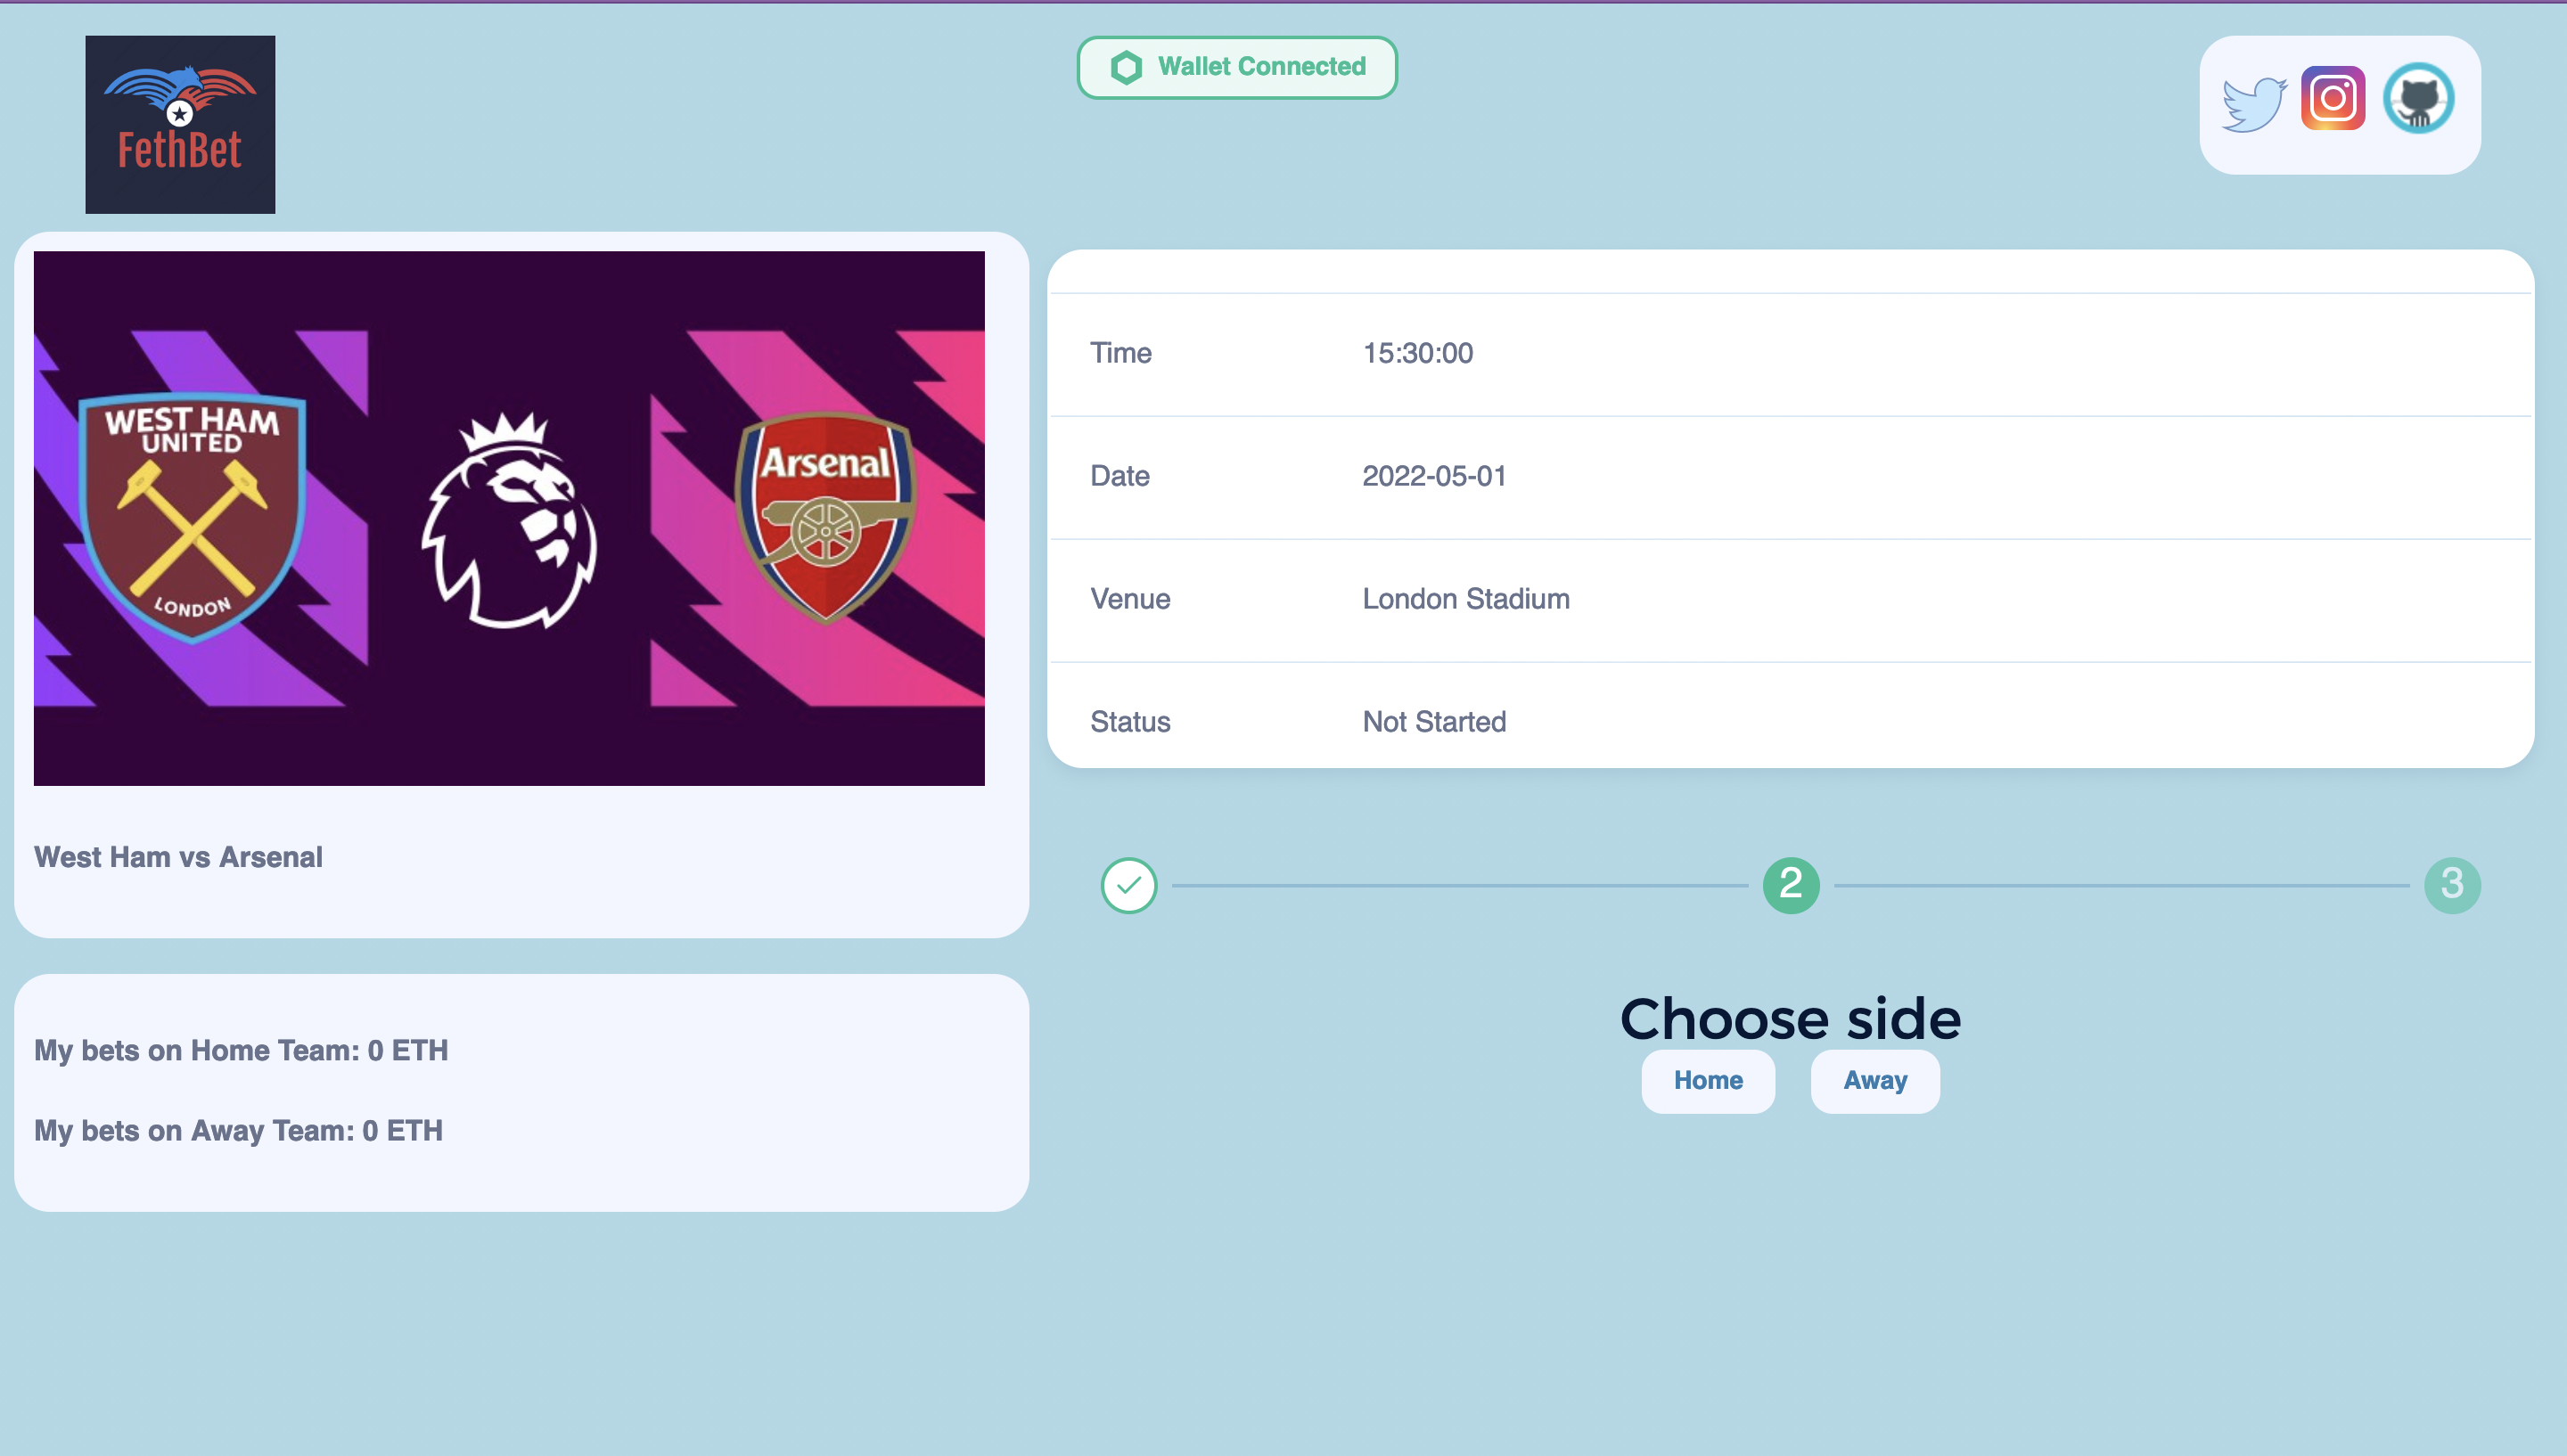 FethBet
Wallet Connected
WEST HAM
UNITED
LONDON
Arsenal
West Ham vs Arsenal
Time 15:30:00
Date 2022-05-01
Venue London Stadium
Status Not Started
2 3
My bets on Home Team: 0 ETH
My bets on Away Team: 0 ETH
Choose side
Home Away